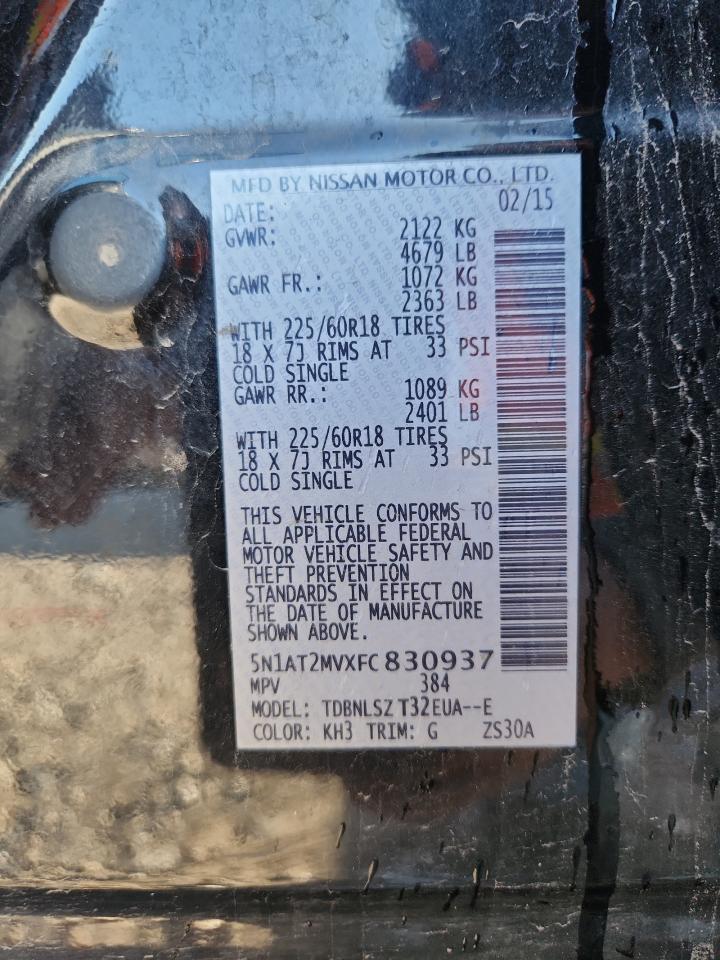 MFD BY NISSAN MOTOR CO., LTD.
DATE: 02/15
GVWR: 2122 KG
4679 LB
GAWR FR.: 1072 KG
2363 LB
WITH 225/60R18 TIRES
18 X 7J RIMS AT 33 PSI
COLD SINGLE
GAWR RR.: 1089 KG
2401 LB
WITH 225/60R18 TIRES
18 X 7J RIMS AT 33 PSI
COLD SINGLE
THIS VEHICLE CONFORMS TO
ALL APPLICABLE FEDERAL
MOTOR VEHICLE SAFETY AND
THEFT PREVENTION
STANDARDS IN EFFECT ON
THE DATE OF MANUFACTURE
SHOWN ABOVE.
5N1AT2MVXFC830937
MPV 384
MODEL: TDBNLSZ T32EUA--E
COLOR: KH3 TRIM: G ZS30A